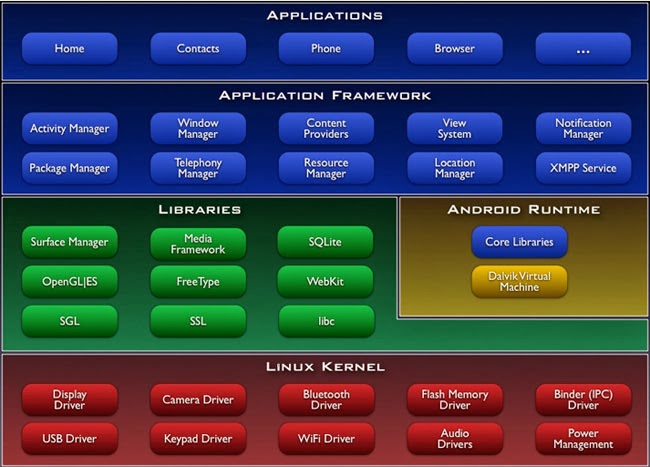 APPLICATIONS
Home
Contacts
Phone
Browser
...
APPLICATION FRAMEWORK
Activity Manager
Window
Manager
Content
Providers
View
System
Notification
Manager
Package Manager
Telephony
Manager
Resource
Manager
Location
Manager
XMPP Service
LIBRARIES
Surface Manager
Media
Framework
SQLite
OpenGL|ES
FreeType
WebKit
SGL
SSL
libc
ANDROID RUNTIME
Core Libraries
Dalvik Virtual
Machine
LINUX KERNEL
Display
Driver
Camera Driver
Bluetooth
Driver
Flash Memory
Driver
Binder (IPC)
Driver
USB Driver
Keypad Driver
WiFi Driver
Audio
Drivers
Power
Management